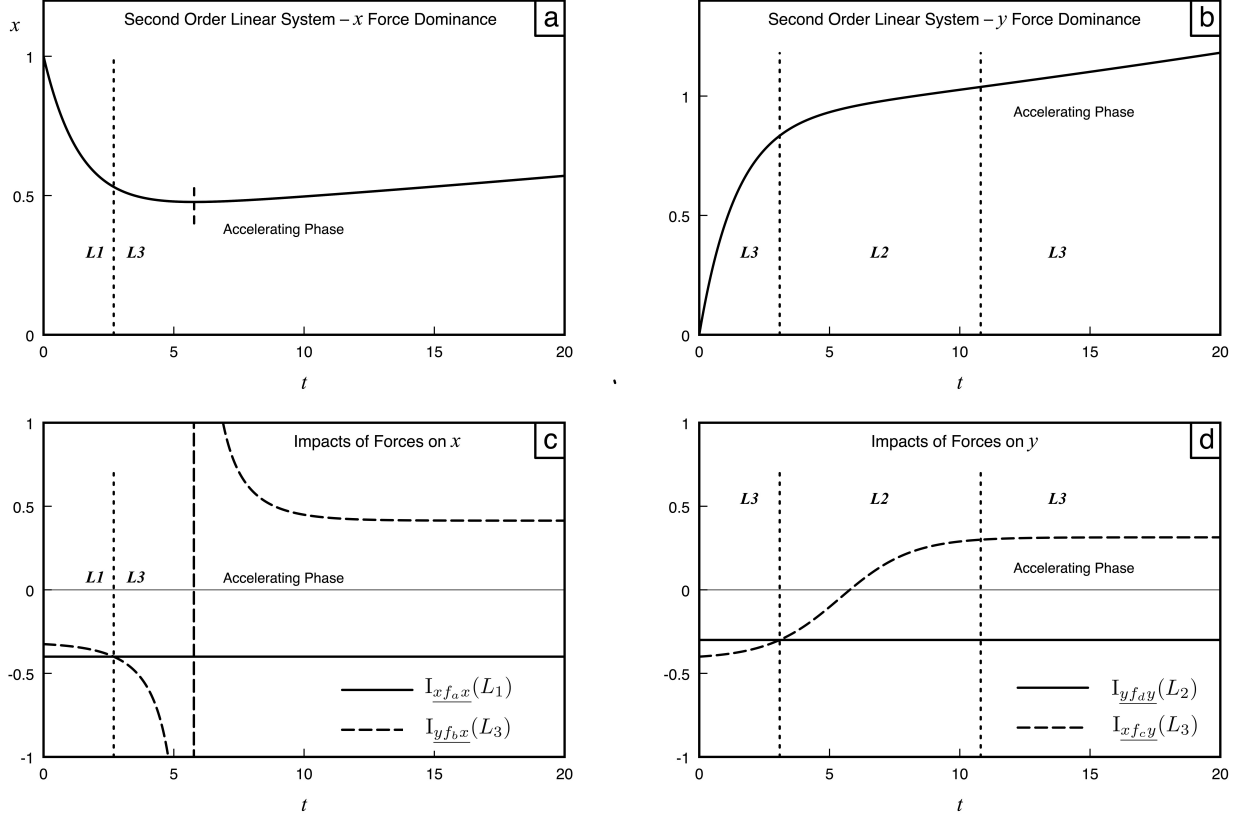 Second Order Linear System – x Force Dominance
a
x
1
0.5
0
Accelerating Phase
L1 L3
0 5 10 15 20
t
Second Order Linear System – y Force Dominance
b
1
0.5
0
Accelerating Phase
L3 L2 L3
0 5 10 15 20
t
Impacts of Forces on x
c
1
0.5
0
-0.5
-1
L1 L3
Accelerating Phase
I_{xf_ax}(L_1)
I_{yf_bx}(L_3)
0 5 10 15 20
t
Impacts of Forces on y
d
1
0.5
0
-0.5
-1
L3 L2 L3
Accelerating Phase
I_{yf_dy}(L_2)
I_{xf_cy}(L_3)
0 5 10 15 20
t